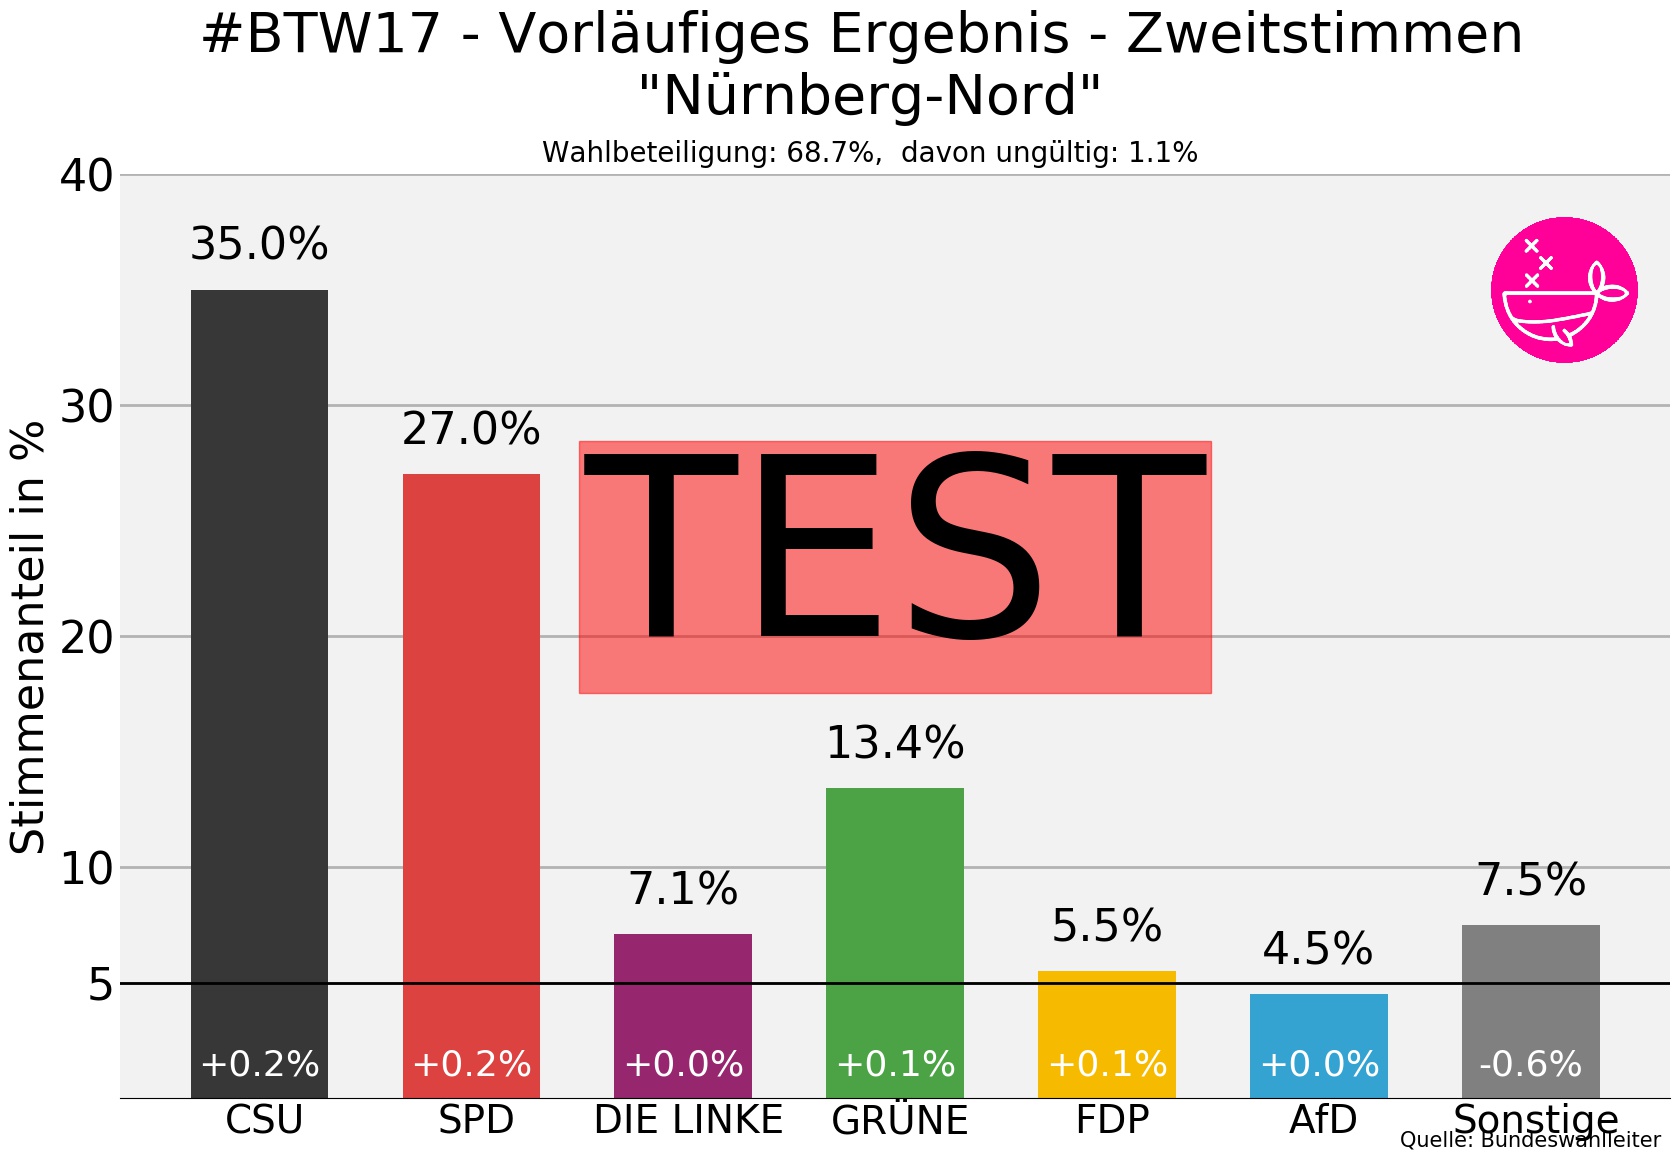 #BTW17 - Vorläufiges Ergebnis - Zweitstimmen
"Nürnberg-Nord"
Wahlbeteiligung: 68.7%, davon ungültig: 1.1%
Stimmenanteil in %
40
30
20
10
5
35.0%
27.0%
TEST
13.4%
7.1%
5.5%
4.5%
7.5%
+0.2%
+0.2%
+0.0%
+0.1%
+0.1%
+0.0%
-0.6%
CSU
SPD
DIE LINKE
GRÜNE
FDP
AfD
Sonstige
Quelle: Bundeswahlleiter